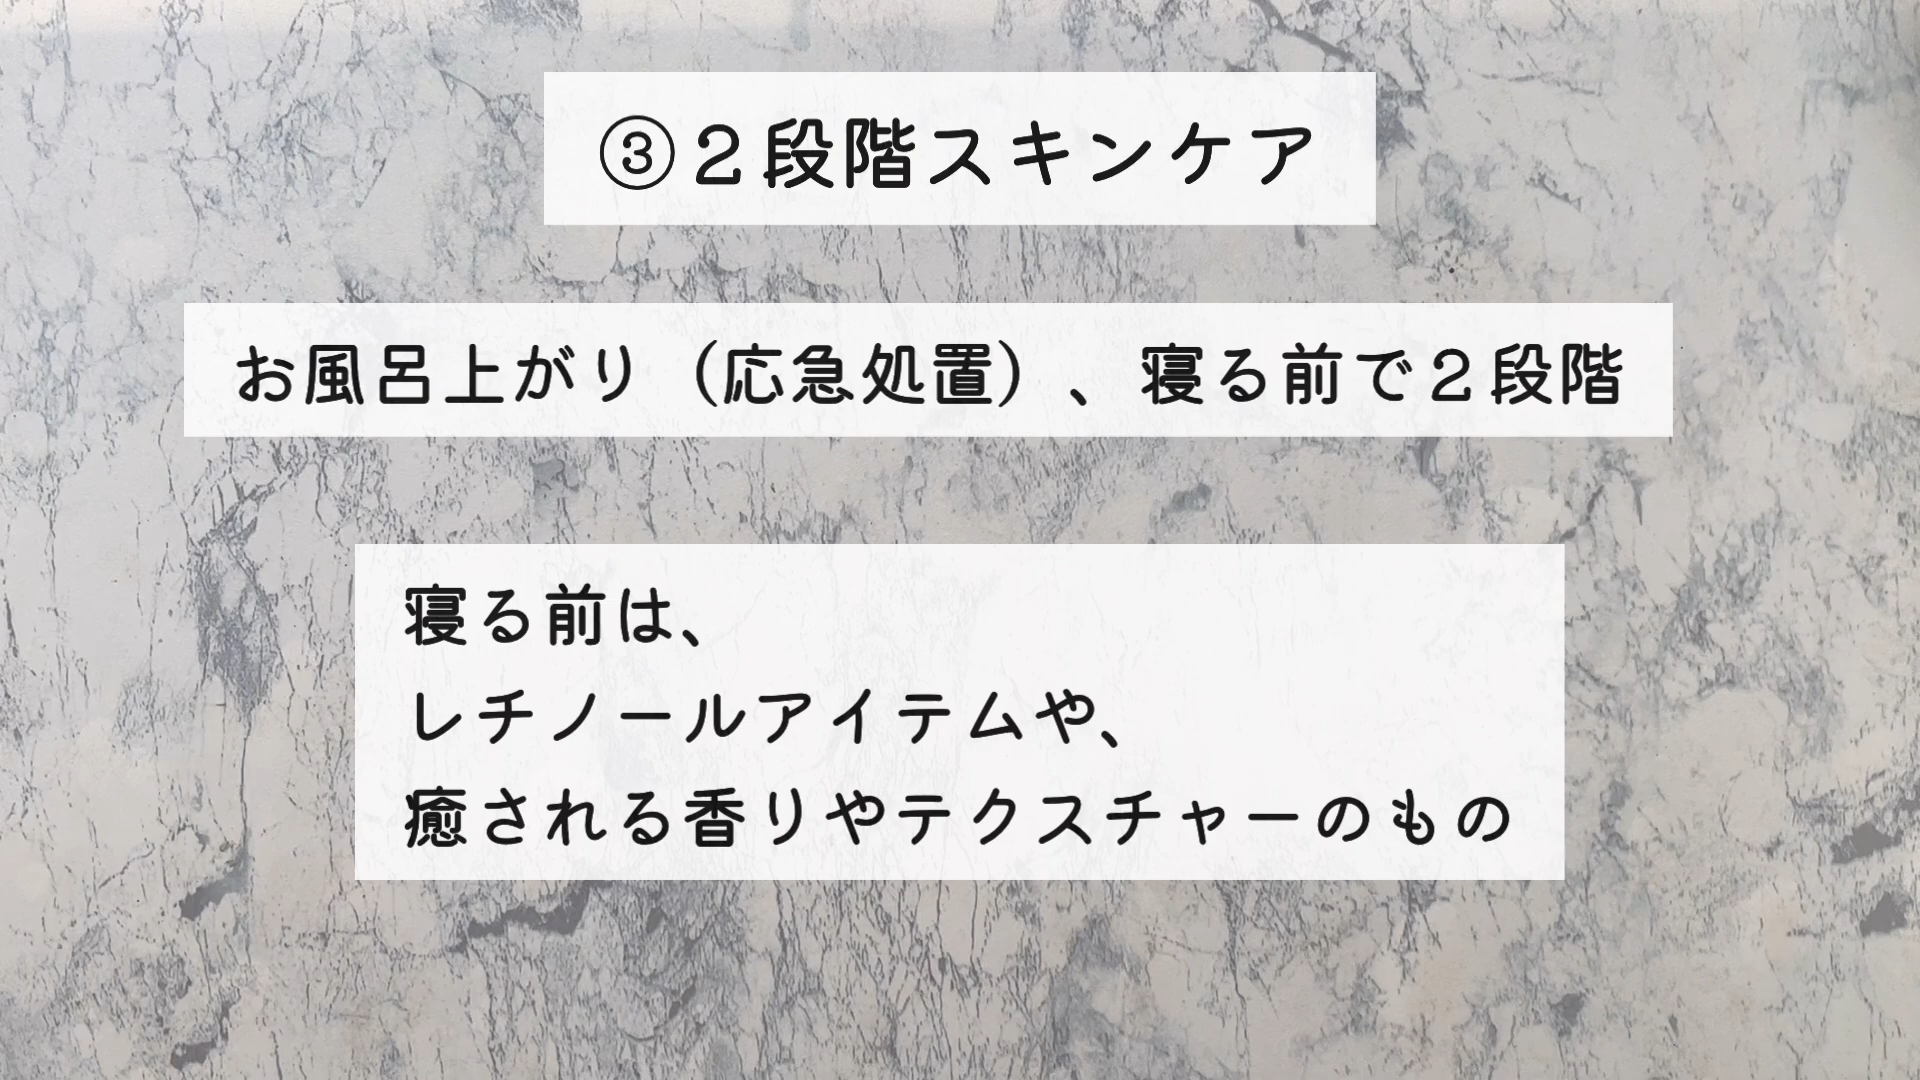 ③２段階スキンケア
お風呂上がり（応急処置）、寝る前で２段階
寝る前は、
レチノールアイテムや、
癒される香りやテクスチャーのもの